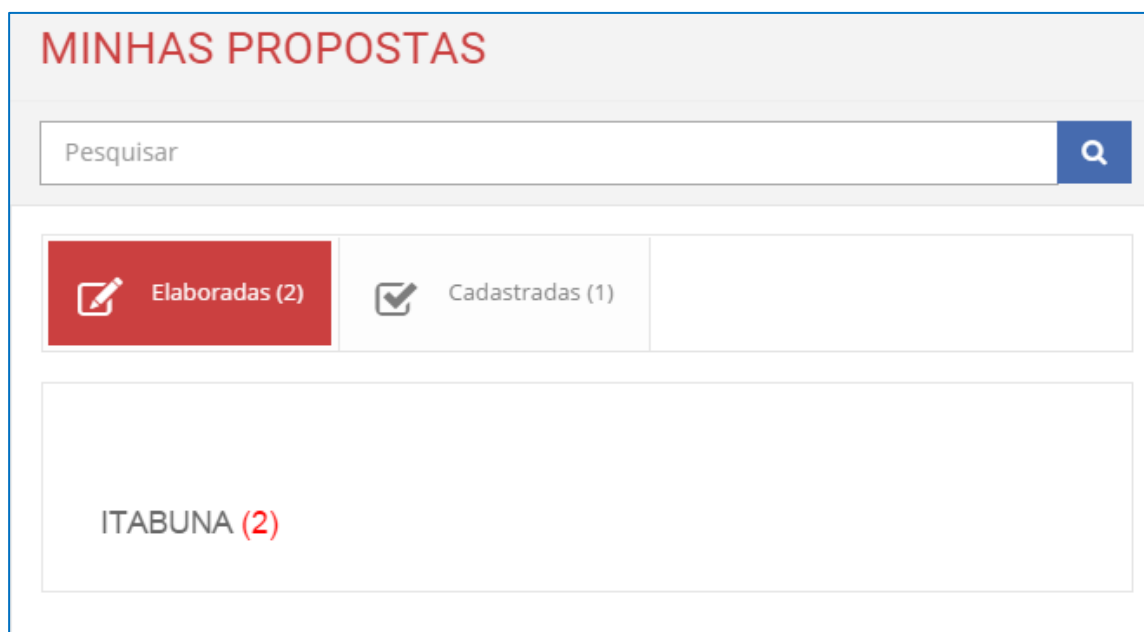 MINHAS PROPOSTAS
Pesquisar
Elaboradas (2) Cadastradas (1)
ITABUNA (2)